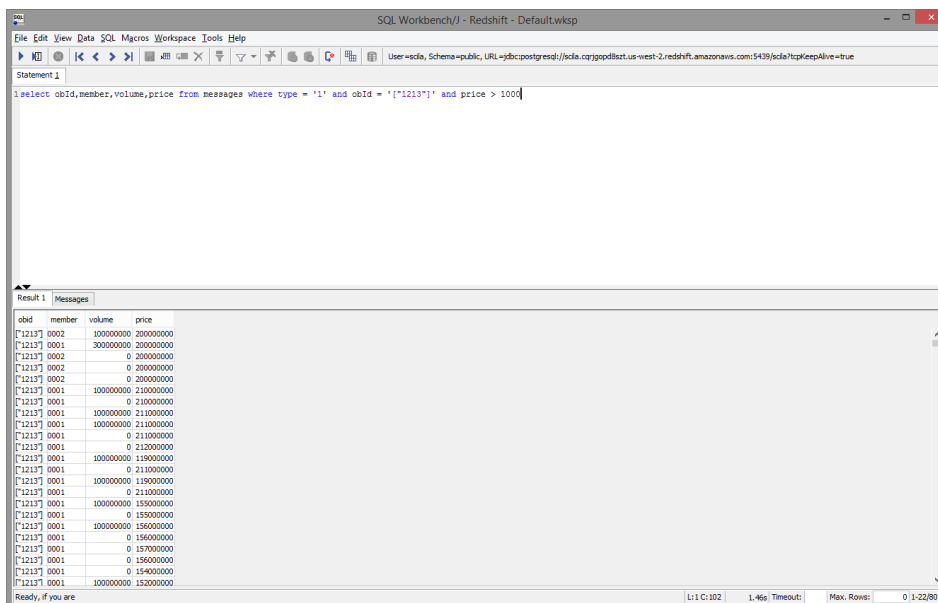 SQL
SQL Workbench/J - Redshift - Default.wksp
File Edit View Data SQL Macros Workspace Tools Help
User=scila, Schema=public, URL=jdbc:postgresql://scila.cqrjgopd8szt.us-west-2.redshift.amazonaws.com:5439/scila?tcpKeepAlive=true
Statement 1
1 select obId,member,volume,price from messages where type = '1' and obId = '["1213"]' and price > 1000
Result 1 Messages
obid member volume price
["1213"] 0002 100000000 200000000
["1213"] 0001 300000000 200000000
["1213"] 0002 0 200000000
["1213"] 0002 0 200000000
["1213"] 0002 0 200000000
["1213"] 0001 100000000 210000000
["1213"] 0001 0 210000000
["1213"] 0001 100000000 211000000
["1213"] 0001 100000000 211000000
["1213"] 0001 0 211000000
["1213"] 0001 0 212000000
["1213"] 0001 100000000 119000000
["1213"] 0001 0 211000000
["1213"] 0001 100000000 119000000
["1213"] 0001 0 211000000
["1213"] 0001 100000000 155000000
["1213"] 0001 0 155000000
["1213"] 0001 100000000 156000000
["1213"] 0001 0 156000000
["1213"] 0001 0 157000000
["1213"] 0001 0 156000000
["1213"] 0001 0 154000000
["1213"] 0001 100000000 152000000
Ready, if you are L:1 C:102 1.46s Timeout: Max. Rows: 0 1-22/80